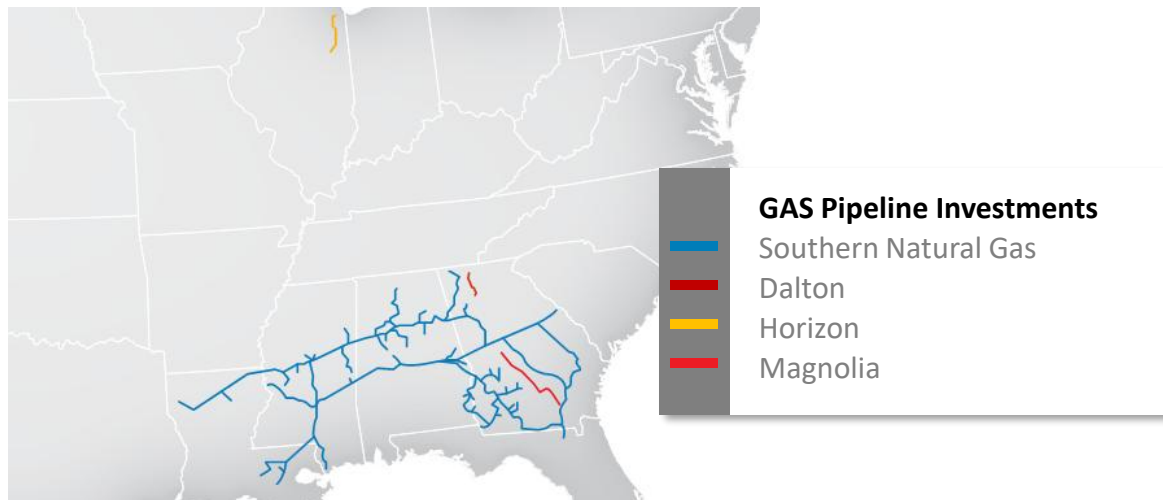 GAS Pipeline Investments
Southern Natural Gas
Dalton
Horizon
Magnolia